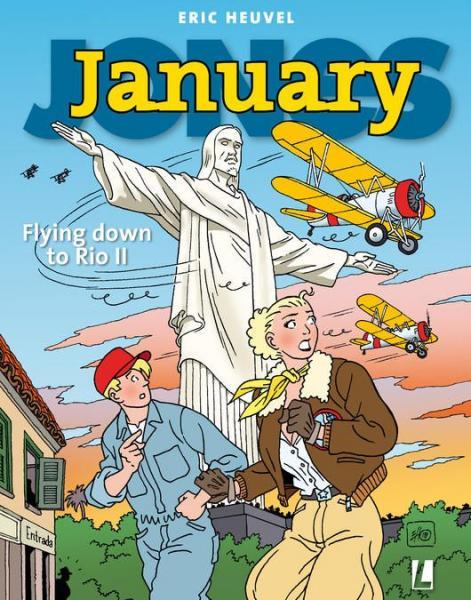 ERIC HEUVEL
JONES
January
Flying down
to Rio II
Entrada
L